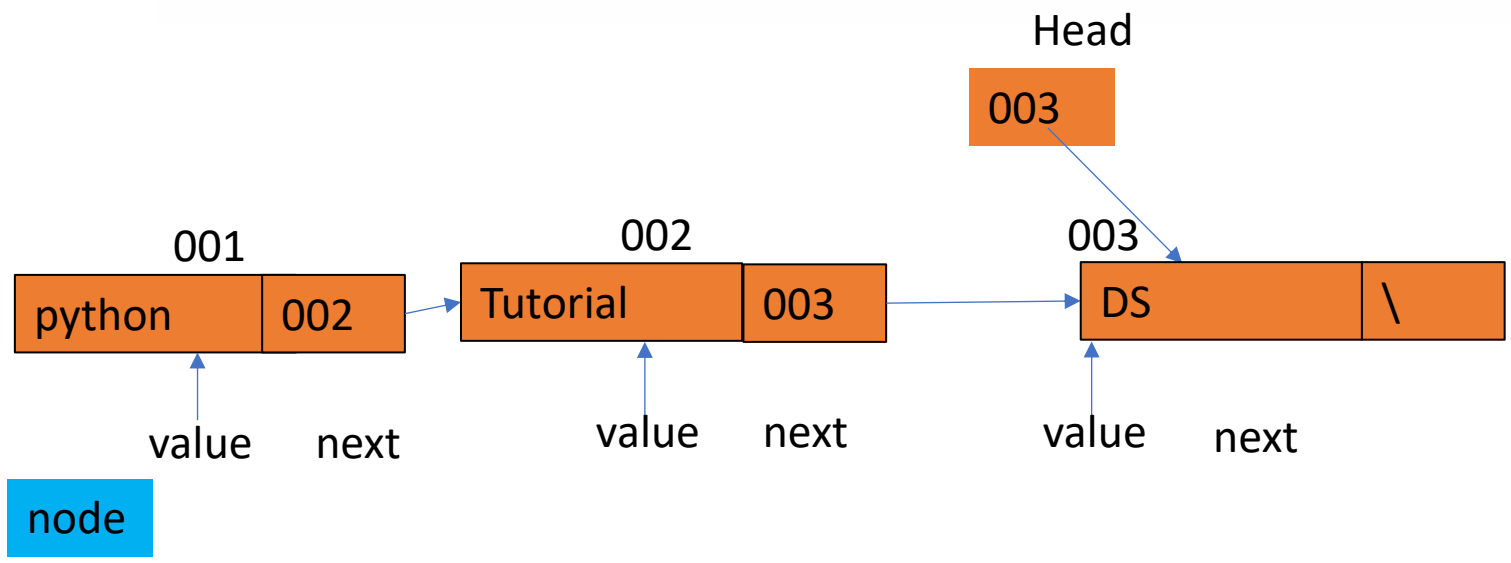 Head
003
001
002
003
python
002
Tutorial
003
DS
\
value
next
value
next
value
next
node